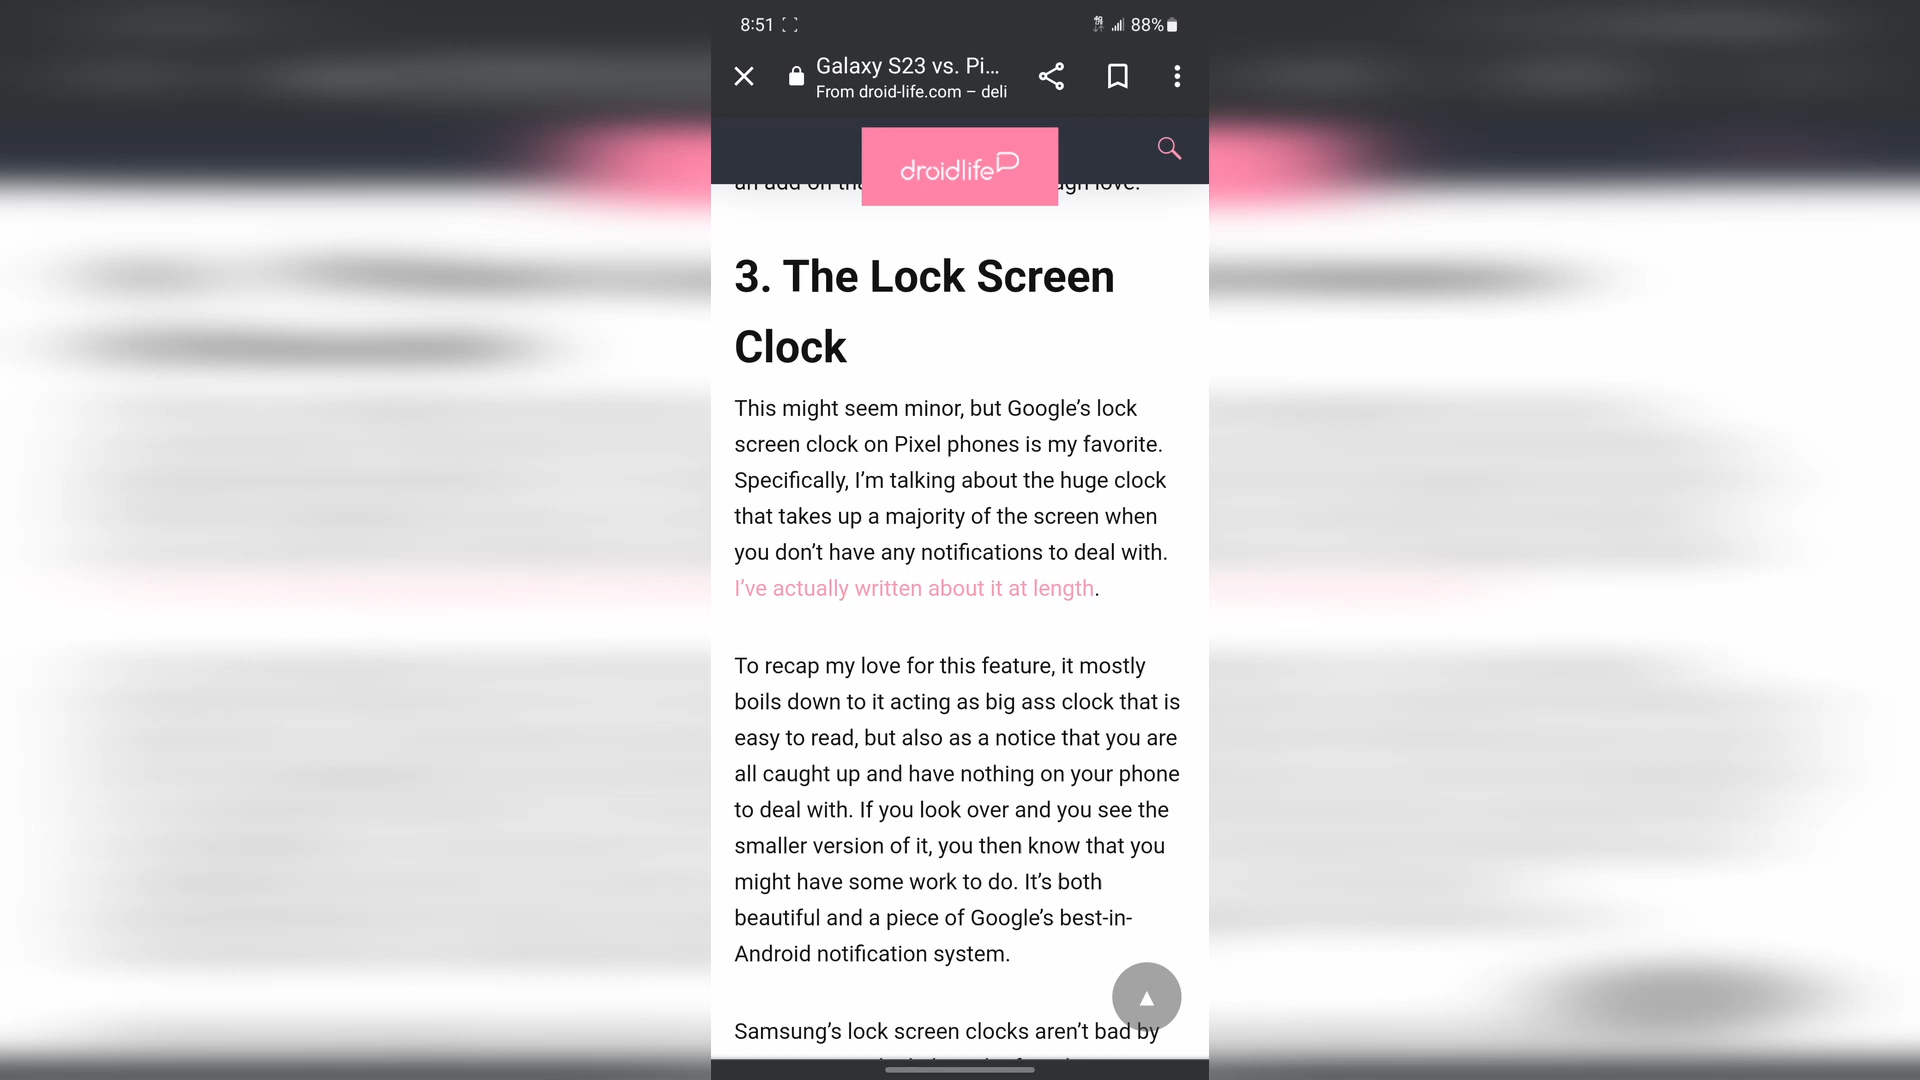 8:51
88%
Galaxy S23 vs. Pi...
From droid-life.com – deli
droidlife
3. The Lock Screen
Clock
This might seem minor, but Google’s lock
screen clock on Pixel phones is my favorite.
Specifically, I’m talking about the huge clock
that takes up a majority of the screen when
you don’t have any notifications to deal with.
I’ve actually written about it at length.
To recap my love for this feature, it mostly
boils down to it acting as big ass clock that is
easy to read, but also as a notice that you are
all caught up and have nothing on your phone
to deal with. If you look over and you see the
smaller version of it, you then know that you
might have some work to do. It’s both
beautiful and a piece of Google’s best-in-
Android notification system.
Samsung’s lock screen clocks aren’t bad by